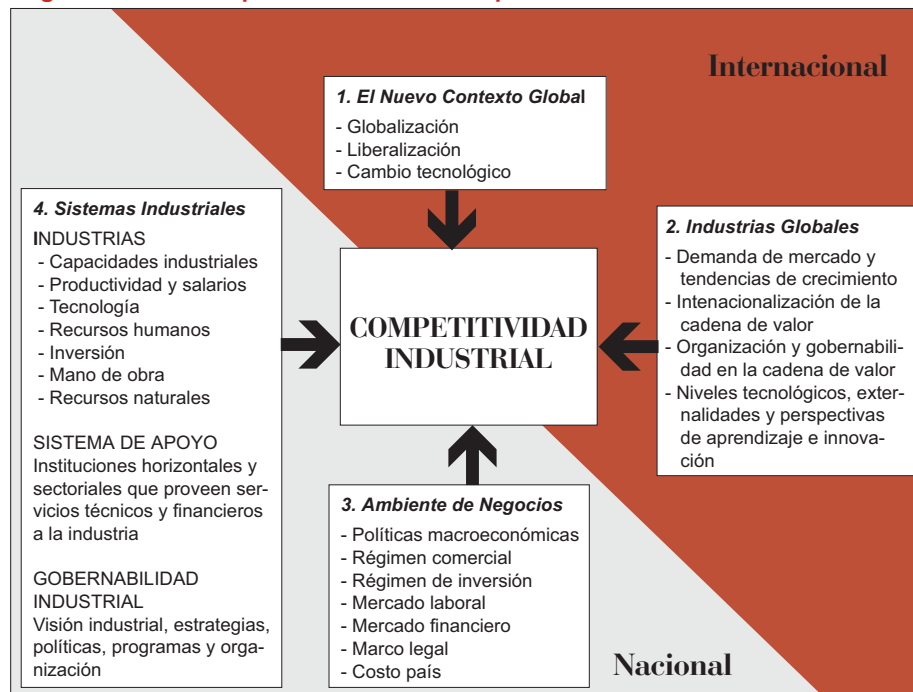 Internacional
1. El Nuevo Contexto Global
- Globalización
- Liberalización
- Cambio tecnológico
4. Sistemas Industriales
INDUSTRIAS
- Capacidades industriales
- Productividad y salarios
- Tecnología
- Recursos humanos
- Inversión
- Mano de obra
- Recursos naturales
SISTEMA DE APOYO
Instituciones horizontales y
sectoriales que proveen ser-
vicios técnicos y financieros
a la industria
GOBERNABILIDAD
INDUSTRIAL
Visión industrial, estrategias,
políticas, programas y orga-
nización
COMPETITIVIDAD
INDUSTRIAL
2. Industrias Globales
- Demanda de mercado y
tendencias de crecimiento
- Intenacionalización de la
cadena de valor
- Organización y gobernabili-
dad en la cadena de valor
- Niveles tecnológicos, exter-
nalidades y perspectivas
de aprendizaje e innova-
ción
3. Ambiente de Negocios
- Políticas macroeconómicas
- Régimen comercial
- Régimen de inversión
- Mercado laboral
- Mercado financiero
- Marco legal
- Costo país
Nacional